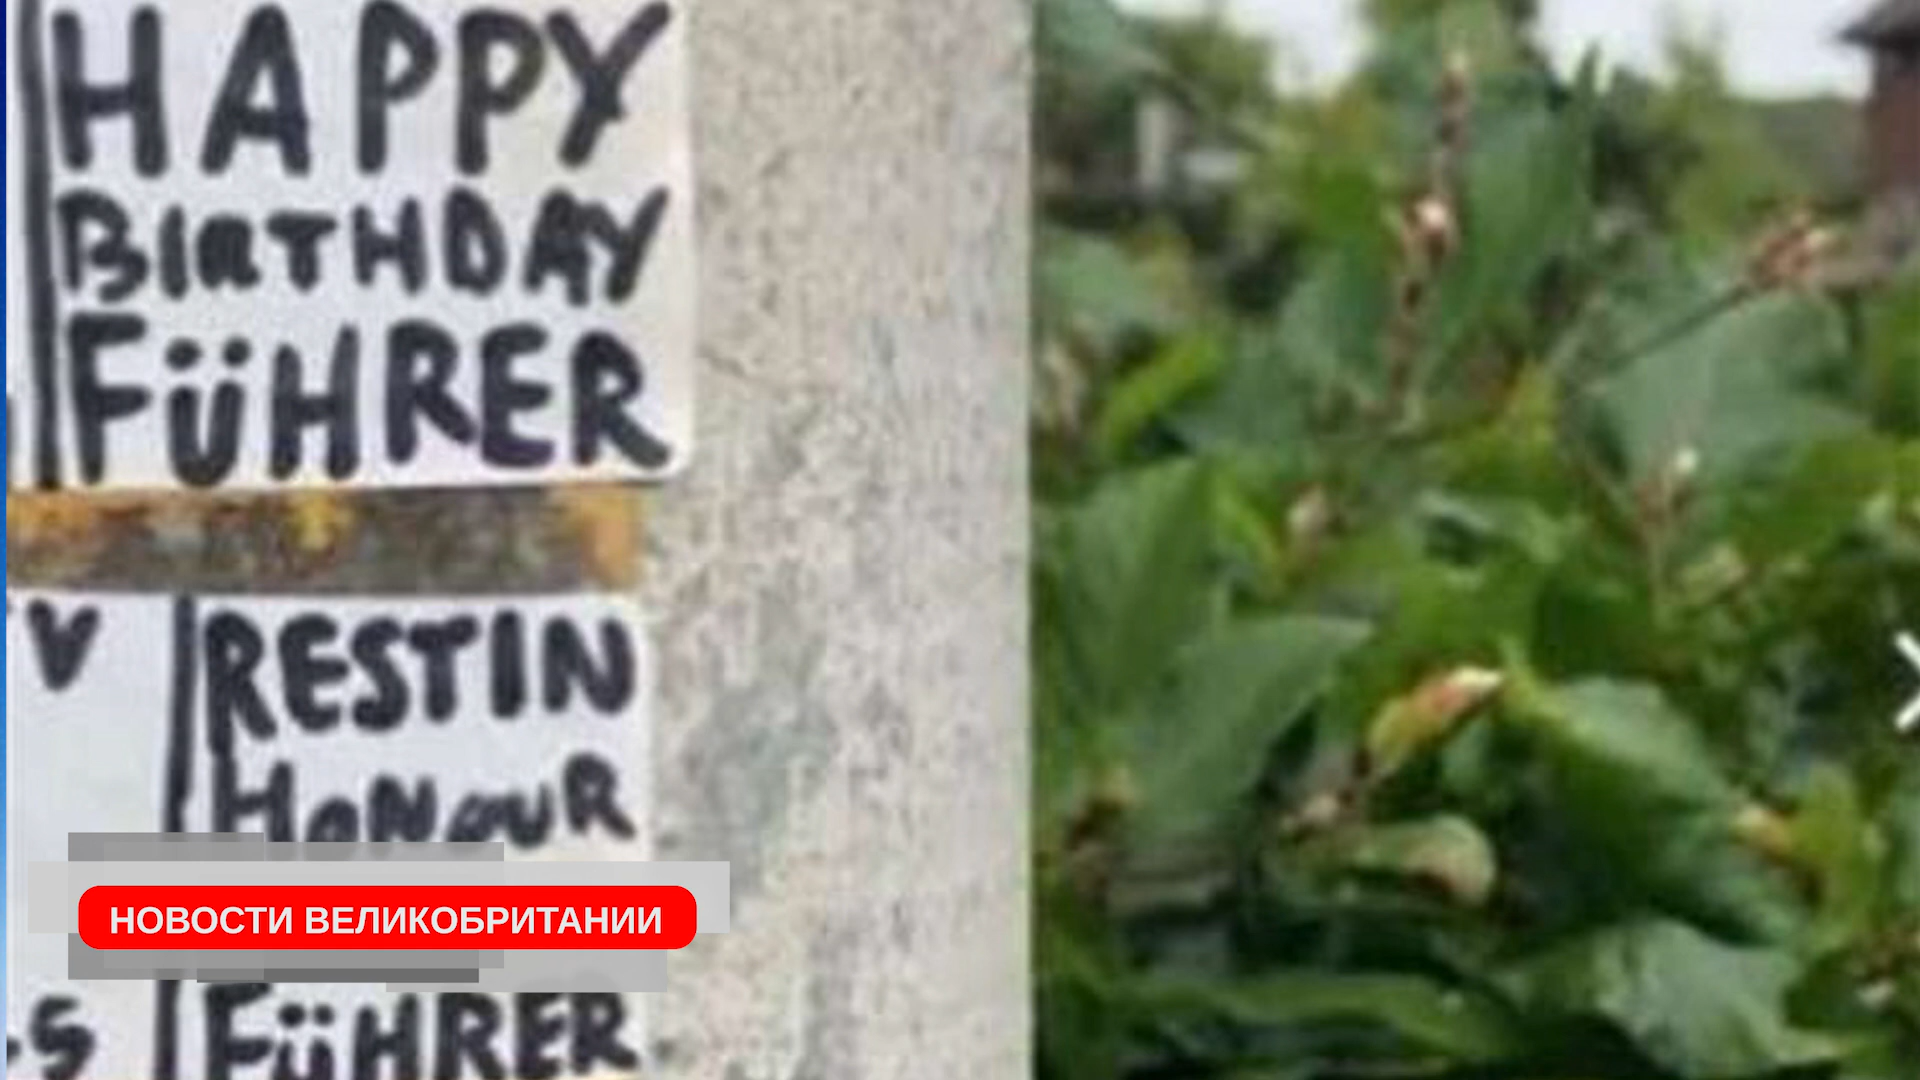 HAPPY
BIRTHDAY
FüHRER
V
RESTIN
HONOUR
НОВОСТИ ВЕЛИКОБРИТАНИИ
FüHRER